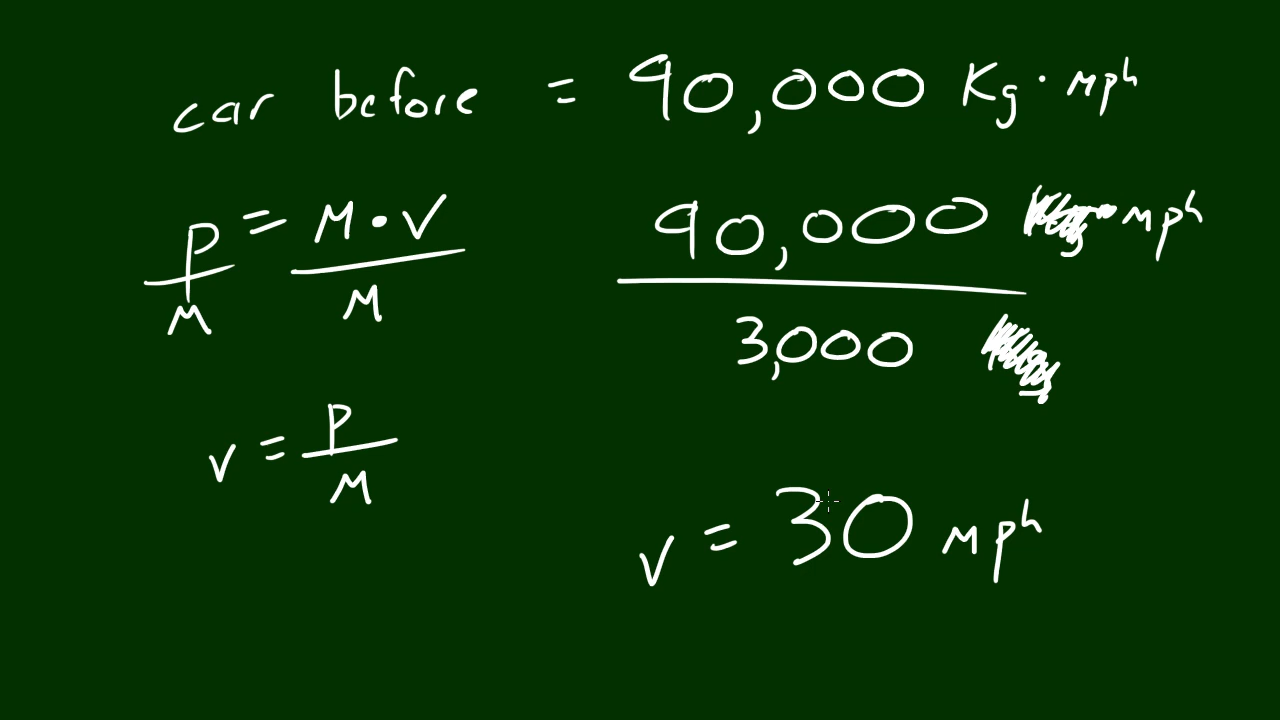 car before = 90,000 Kg · mph
P/M = M · V/M
90,000 mph
3,000
v = P/M
v = 30 mph